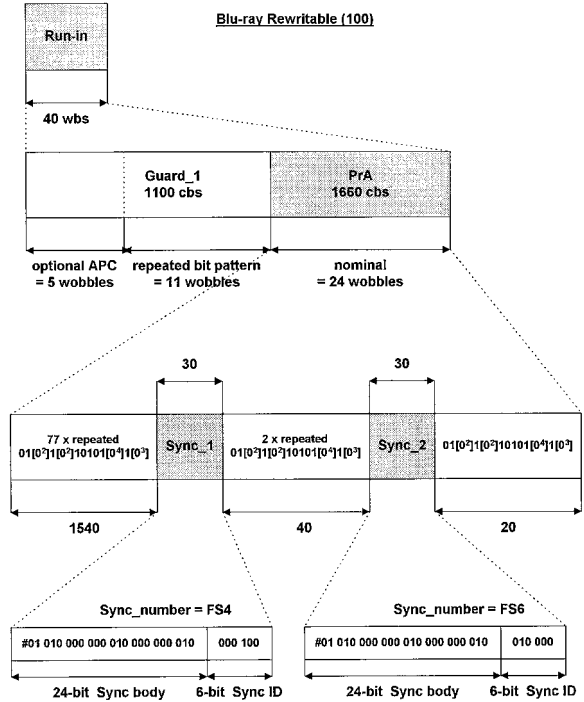 Blu-ray Rewritable (100)
Run-in
40 wbs
Guard_1
1100 cbs
PrA
1660 cbs
optional APC
= 5 wobbles
repeated bit pattern
= 11 wobbles
nominal
= 24 wobbles
30
30
77 x repeated
01[0²]1[0²]10101[0⁴]1[0³]
Sync_1
2 x repeated
01[0²]1[0²]10101[0⁴]1[0³]
Sync_2
01[0²]1[0²]10101[0⁴]1[0³]
1540
40
20
Sync_number = FS4
Sync_number = FS6
#01 010 000 000 010 000 000 010
000 100
#01 010 000 000 010 000 000 010
010 000
24-bit Sync body
6-bit Sync ID
24-bit Sync body
6-bit Sync ID